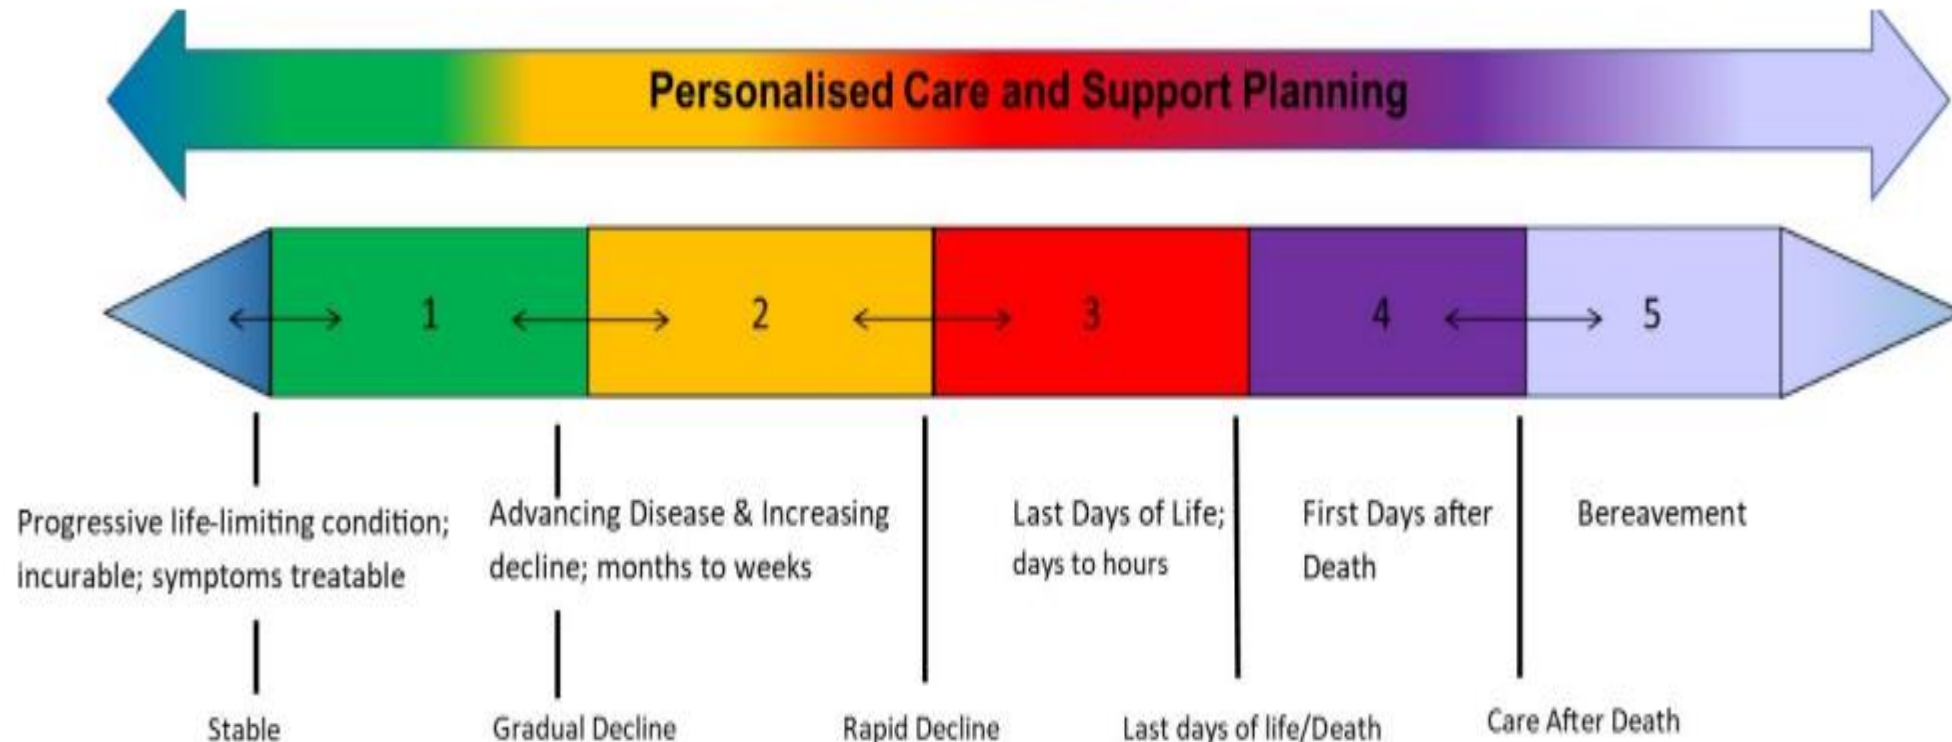 Personalised Care and Support Planning
1 2 3 4 5
Progressive life-limiting condition;
incurable; symptoms treatable
Advancing Disease & Increasing
decline; months to weeks
Last Days of Life;
days to hours
First Days after
Death
Bereavement
Stable
Gradual Decline
Rapid Decline
Last days of life/Death
Care After Death